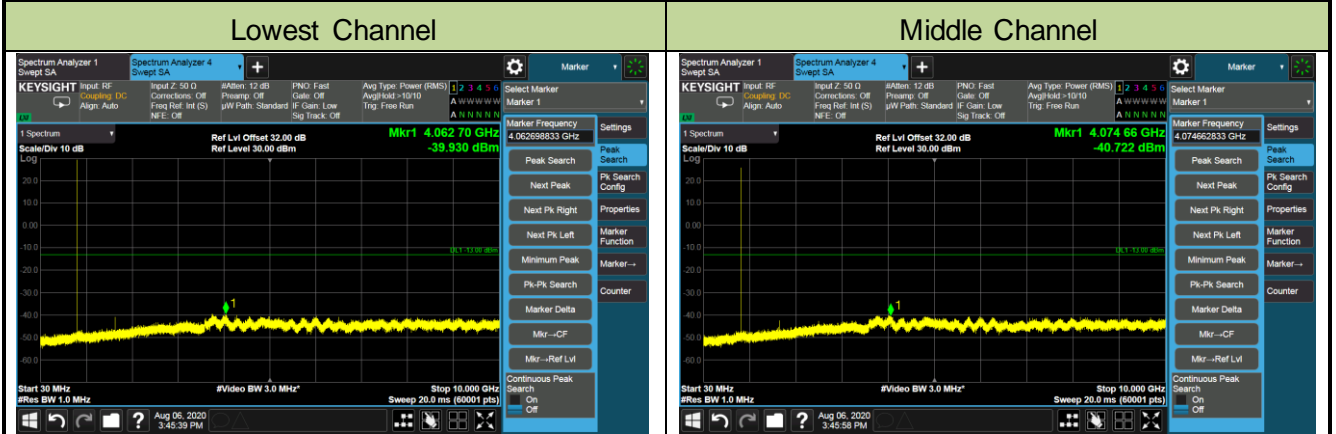 Lowest Channel
Middle Channel
Spectrum Analyzer 1
Swept SA
Spectrum Analyzer 4
Swept SA
+
Marker
KEYSIGHT
Input: RF
Coupling: DC
Align: Auto
Input Z: 50 Ω
Corrections: Off
Freq Ref: Int (S)
NFE: Off
#Atten: 12 dB
Preamp: Off
µW Path: Standard
PNO: Fast
Gate: Off
IF Gain: Low
Sig Track: Off
Avg Type: Power (RMS)
Avg|Hold:>10/10
Trig: Free Run
1 2 3 4 5 6
A W W W W W
A N N N N N
Select Marker
Marker 1
LXI
1 Spectrum
Scale/Div 10 dB
Log
Ref Lvl Offset 32.00 dB
Ref Level 30.00 dBm
Mkr1 4.062 70 GHz
-39.930 dBm
20.0
10.0
0.00
-10.0
-20.0
-30.0
-40.0
-50.0
-60.0
DL1 -13.00 dBm
1
Start 30 MHz
#Res BW 1.0 MHz
#Video BW 3.0 MHz*
Stop 10.000 GHz
Sweep 20.0 ms (60001 pts)
Marker Frequency
4.062698833 GHz
Peak Search
Next Peak
Next Pk Right
Next Pk Left
Minimum Peak
Pk-Pk Search
Marker Delta
Mkr→CF
Mkr→Ref Lvl
Continuous Peak
Search
On
Off
Settings
Peak
Search
Pk Search
Config
Properties
Marker
Function
Marker→
Counter
?
Aug 06, 2020
3:45:39 PM
Spectrum Analyzer 1
Swept SA
Spectrum Analyzer 4
Swept SA
+
Marker
KEYSIGHT
Input: RF
Coupling: DC
Align: Auto
Input Z: 50 Ω
Corrections: Off
Freq Ref: Int (S)
NFE: Off
#Atten: 12 dB
Preamp: Off
µW Path: Standard
PNO: Fast
Gate: Off
IF Gain: Low
Sig Track: Off
Avg Type: Power (RMS)
Avg|Hold:>10/10
Trig: Free Run
1 2 3 4 5 6
A W W W W W
A N N N N N
Select Marker
Marker 1
LXI
1 Spectrum
Scale/Div 10 dB
Log
Ref Lvl Offset 32.00 dB
Ref Level 30.00 dBm
Mkr1 4.074 66 GHz
-40.722 dBm
20.0
10.0
0.00
-10.0
-20.0
-30.0
-40.0
-50.0
-60.0
DL1 -13.00 dBm
1
Start 30 MHz
#Res BW 1.0 MHz
#Video BW 3.0 MHz*
Stop 10.000 GHz
Sweep 20.0 ms (60001 pts)
Marker Frequency
4.074662833 GHz
Peak Search
Next Peak
Next Pk Right
Next Pk Left
Minimum Peak
Pk-Pk Search
Marker Delta
Mkr→CF
Mkr→Ref Lvl
Continuous Peak
Search
On
Off
Settings
Peak
Search
Pk Search
Config
Properties
Marker
Function
Marker→
Counter
?
Aug 06, 2020
3:45:58 PM